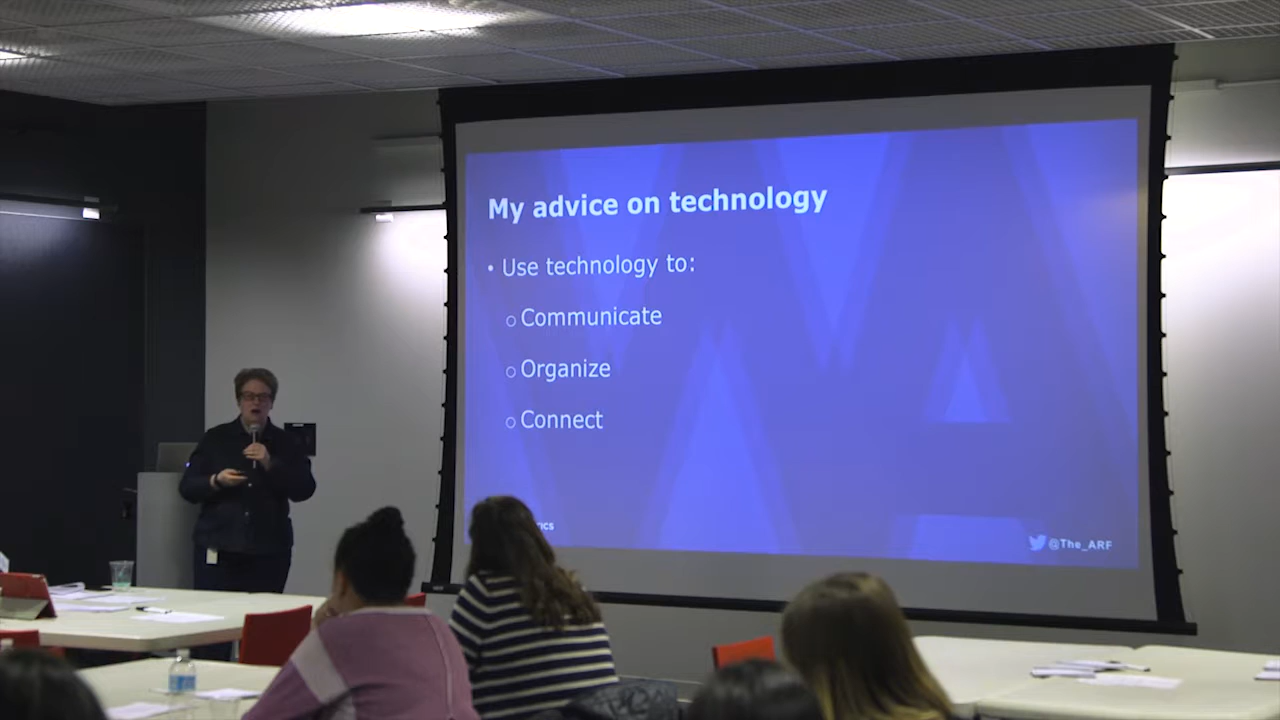 My advice on technology
• Use technology to:
o Communicate
o Organize
o Connect
@The_ARF